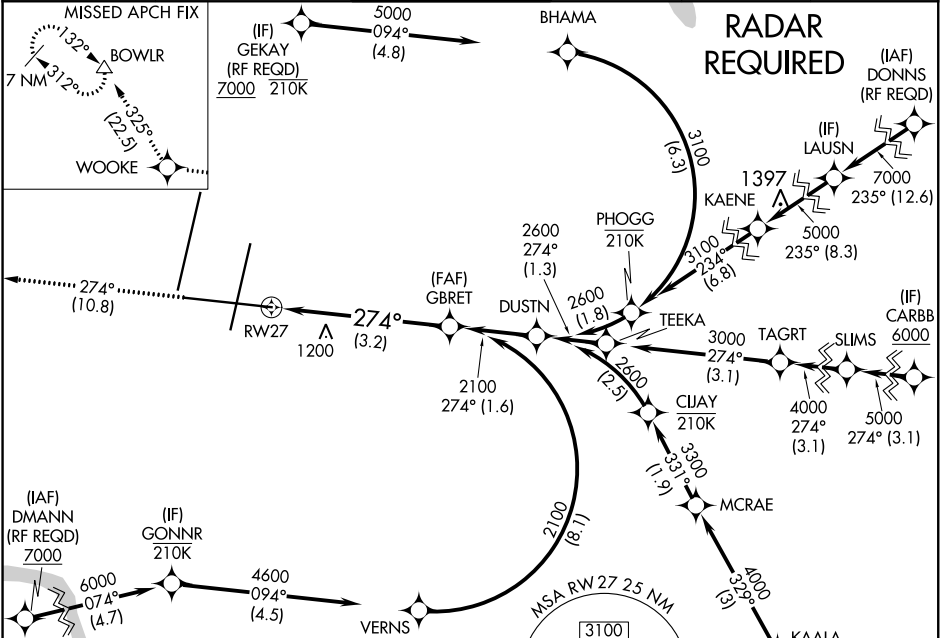 MISSED APCH FIX
132°
BOWLR
7 NM
312°
325°
(22.5)
WOOKE
(IF)
GEKAY
(RF REQD)
7000 210K
5000
094°
(4.8)
BHAMA
RADAR
REQUIRED
(IAF)
DONNS
(RF REQD)
(IF)
LAUSN
7000
235° (12.6)
1397
KAENE
5000
235° (8.3)
3100
(6.3)
PHOGG
210K
3100
234°
(6.8)
2600
274°
(1.3)
2600
(1.8)
(FAF)
GBRET
DUSTN
TEEKA
(IF)
CARBB
6000
TAGRT
SLIMS
3000
274°
(3.1)
274°
(10.8)
RW27
1200
274°
(3.2)
2100
274° (1.6)
2600
(2.5)
CIJAY
210K
4000
274°
(3.1)
5000
274° (3.1)
3300
331°
(1.9)
MCRAE
(IAF)
DMANN
(RF REQD)
7000
(IF)
GONNR
210K
2100
(8.1)
6000
074°
(4.7)
4600
094°
(4.5)
VERNS
4000
329°
(3)
MSA RW27 25 NM
3100
KAALA